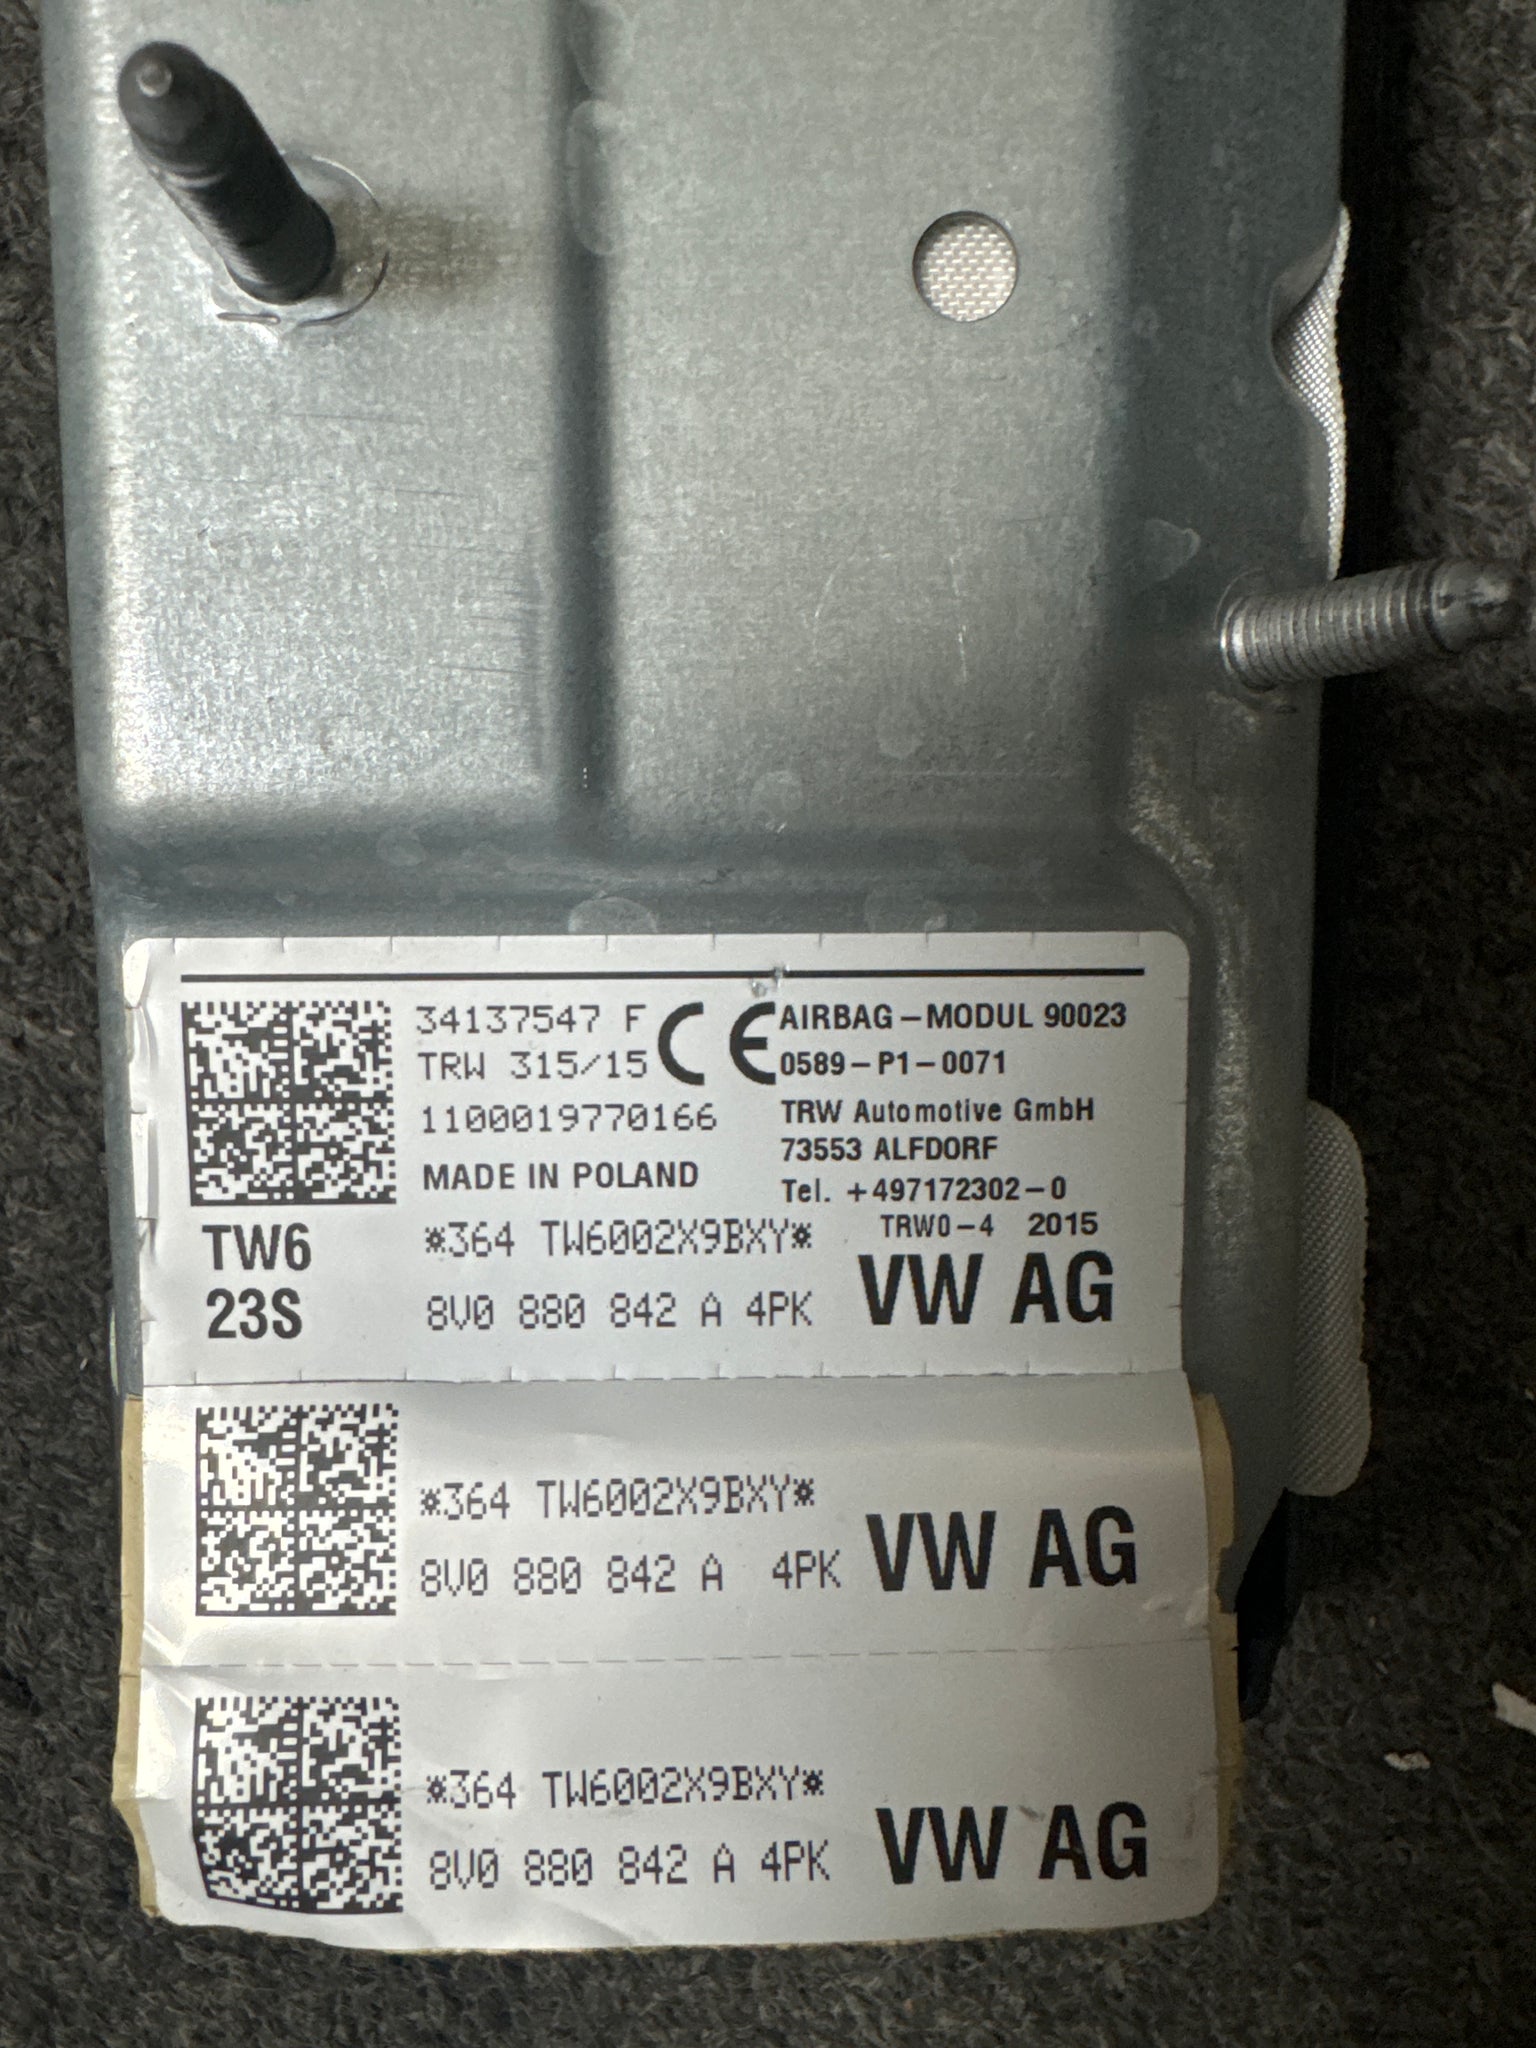 34137547 F
TRW 315/15
1100019770166
MADE IN POLAND
CE
AIRBAG-MODUL 90023
0589-P1-0071
TRW Automotive GmbH
73553 ALFDORF
Tel. +497172302-0
TRW0-4 2015
TW6
23S
*364 TW6002X9BXY*
8V0 880 842 A 4PK
VW AG
*364 TW6002X9BXY*
8V0 880 842 A 4PK
VW AG
*364 TW6002X9BXY*
8V0 880 842 A 4PK
VW AG